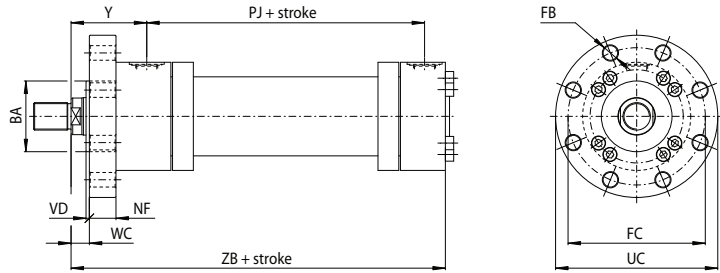 Y
PJ + stroke
FB
BA
VD
NF
WC
ZB + stroke
FC
UC